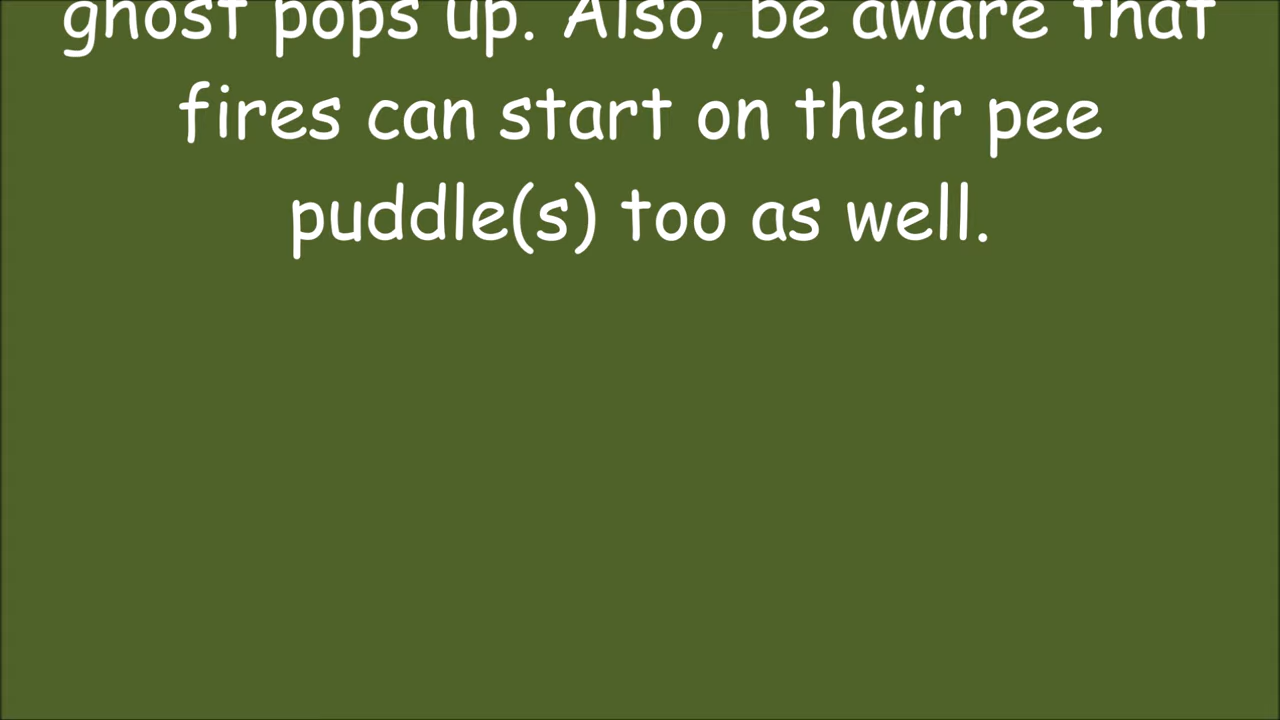 ghost pops up. Also, be aware that
fires can start on their pee
puddle(s) too as well.